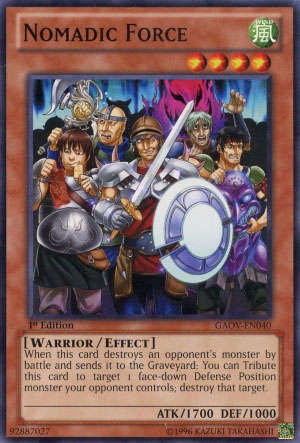 NOMADIC FORCE
WIND
風
1st Edition
GAOV-EN040
[WARRIOR / EFFECT]
When this card destroys an opponent's monster by
battle and sends it to the Graveyard: You can Tribute
this card to target 1 face-down Defense Position
monster your opponent controls; destroy that target.
ATK/1700 DEF/1000
92887027
©1996 KAZUKI TAKAHASHI